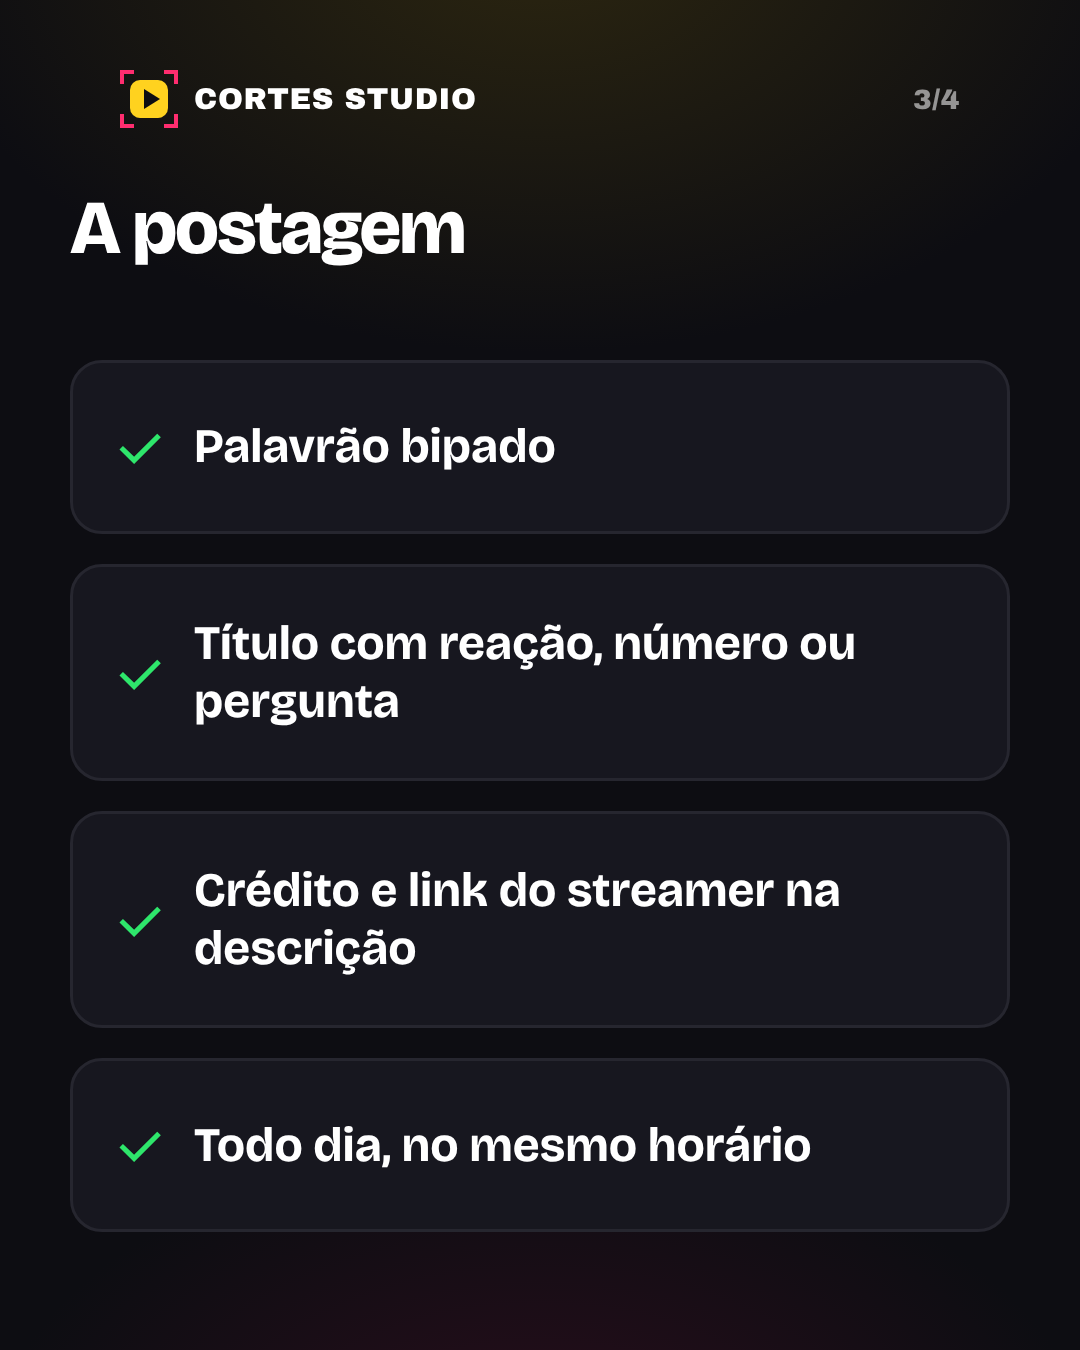 CORTES STUDIO
3/4
A postagem
Palavrão bipado
Título com reação, número ou
pergunta
Crédito e link do streamer na
descrição
Todo dia, no mesmo horário